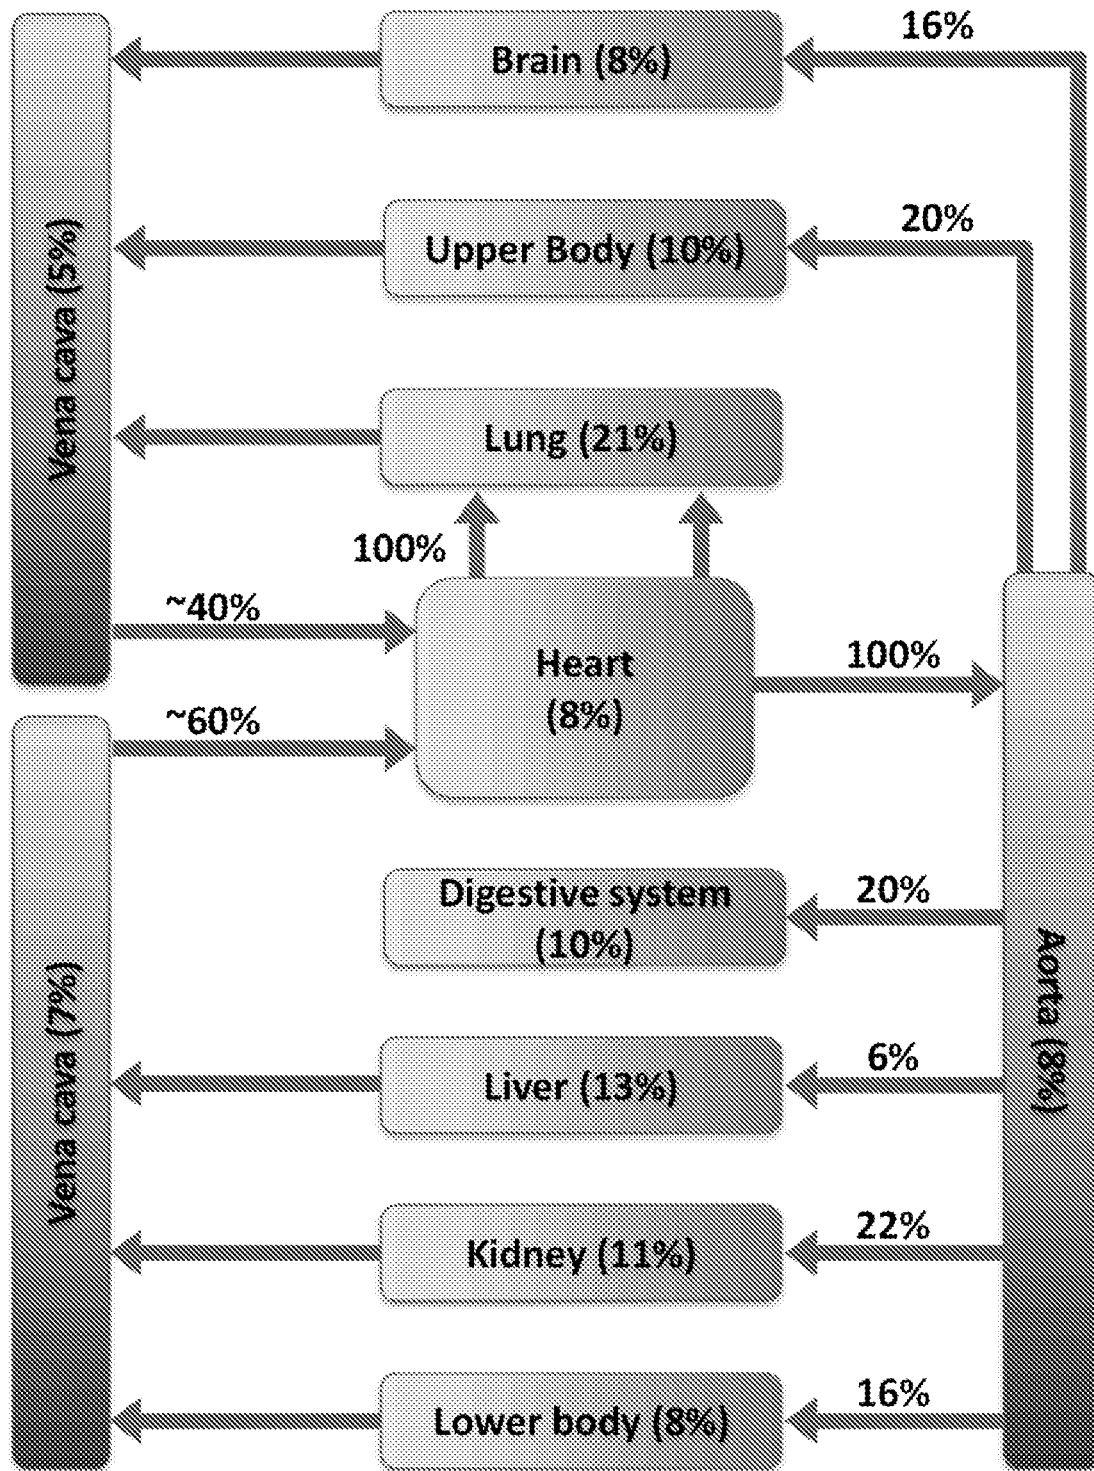 16%
Brain (8%)
20%
Upper Body (10%)
Vena cava (5%)
Lung (21%)
100%
~40%
Heart
(8%)
100%
~60%
Digestive system
(10%)
20%
Aorta (8%)
Vena cava (7%)
Liver (13%)
6%
Kidney (11%)
22%
Lower body (8%)
16%